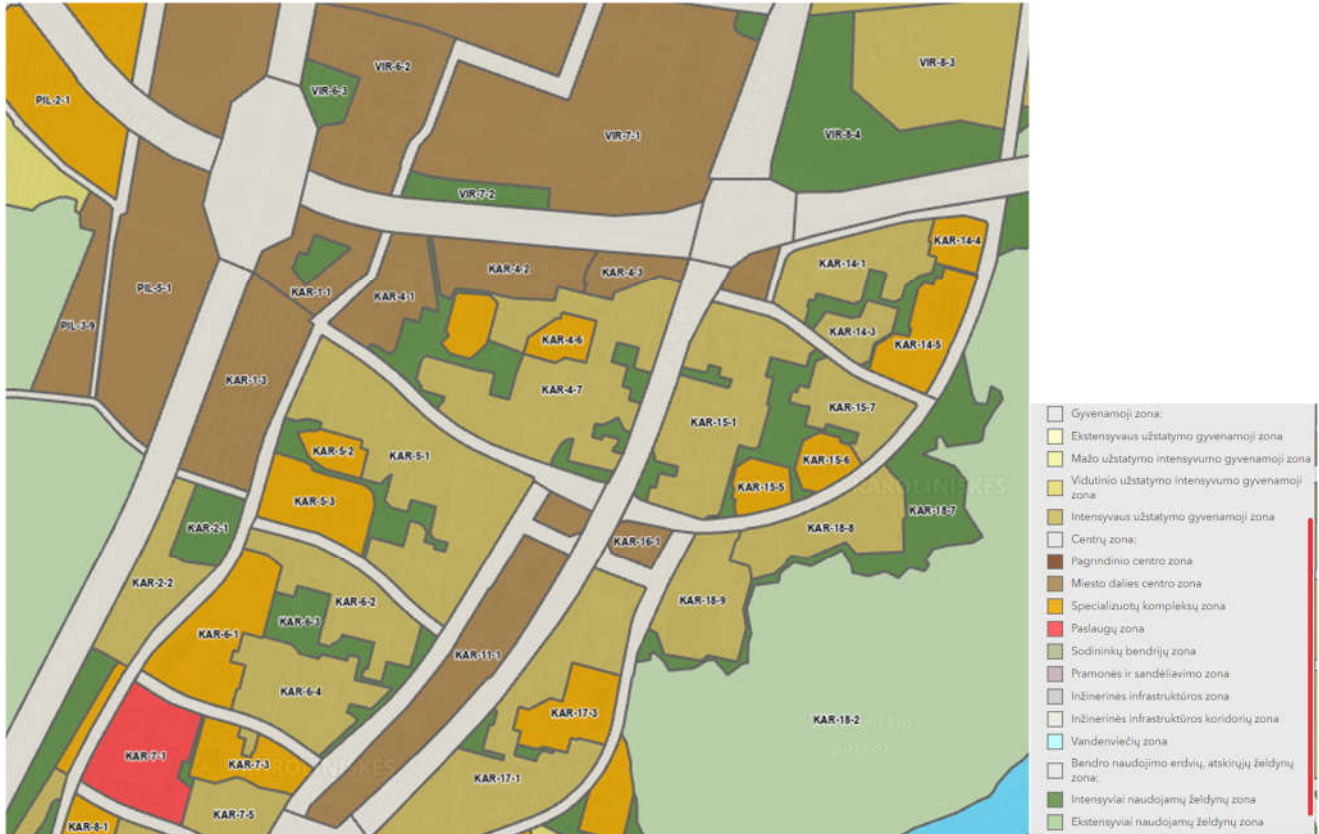 VIR-6-2
VIR-8-3
PIL-2-1
VIR-6-3
VIR-7-1
VIR-8-4
VIR-7-2
KAR-14-4
KAR-14-1
KAR-4-2
KAR-4-3
PIL-5-1
KAR-1-1
KAR-4-1
PIL-3-9
KAR-14-3
KAR-4-6
KAR-14-5
KAR-1-3
KAR-4-7
KAR-15-7
KAR-15-1
KAR-5-2
KAR-5-1
KAR-15-6
KAROLINIŠKĖS
KAR-15-5
KAR-5-3
KAR-18-7
KAR-2-1
KAR-18-8
KAR-16-1
KAR-2-2
KAR-6-2
KAR-18-9
KAR-6-3
KAR-6-1
KAR-11-1
KAR-6-4
KAR-17-3
KAR-18-2
parkas
KAR-7-1
KAR-7-3
KAROLINIŠKĖS
KAR-17-1
KAR-7-5
KAR-8-1
Gyvenamoji zona:
Ekstensyvaus užstatymo gyvenamoji zona
Mažo užstatymo intensyvumo gyvenamoji zona
Vidutinio užstatymo intensyvumo gyvenamoji
zona
Intensyvaus užstatymo gyvenamoji zona
Centrų zona:
Pagrindinio centro zona
Miesto dalies centro zona
Specializuotų kompleksų zona
Paslaugų zona
Sodininkų bendrijų zona
Pramonės ir sandėliavimo zona
Inžinerinės infrastruktūros zona
Inžinerinės infrastruktūros koridorių zona
Vandenviečių zona
Bendro naudojimo erdvių, atskirųjų želdynų
zona:
Intensyviai naudojamų želdynų zona
Ekstensyviai naudojamų želdynų zona